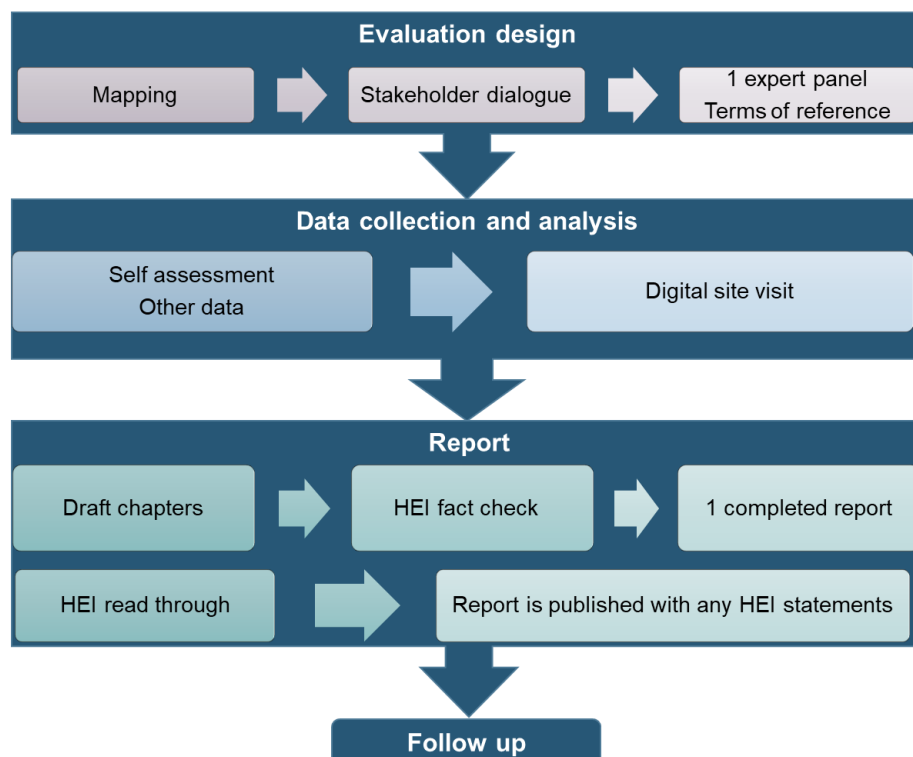 Evaluation design
Mapping
Stakeholder dialogue
1 expert panel
Terms of reference
Data collection and analysis
Self assessment
Other data
Digital site visit
Report
Draft chapters
HEI fact check
1 completed report
HEI read through
Report is published with any HEI statements
Follow up